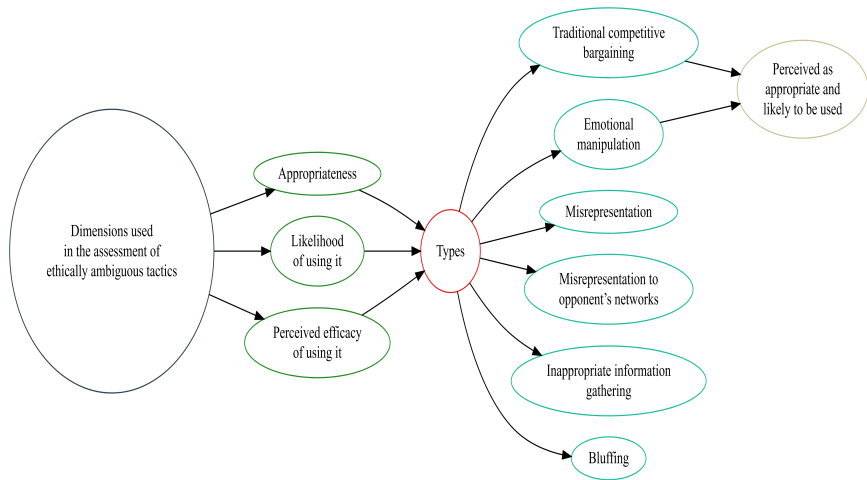 Dimensions used
in the assessment of
ethically ambiguous tactics
Appropriateness
Likelihood
of using it
Perceived efficacy
of using it
Types
Traditional competitive
bargaining
Emotional
manipulation
Misrepresentation
Misrepresentation to
opponent’s networks
Inappropriate information
gathering
Bluffing
Perceived as
appropriate and
likely to be used